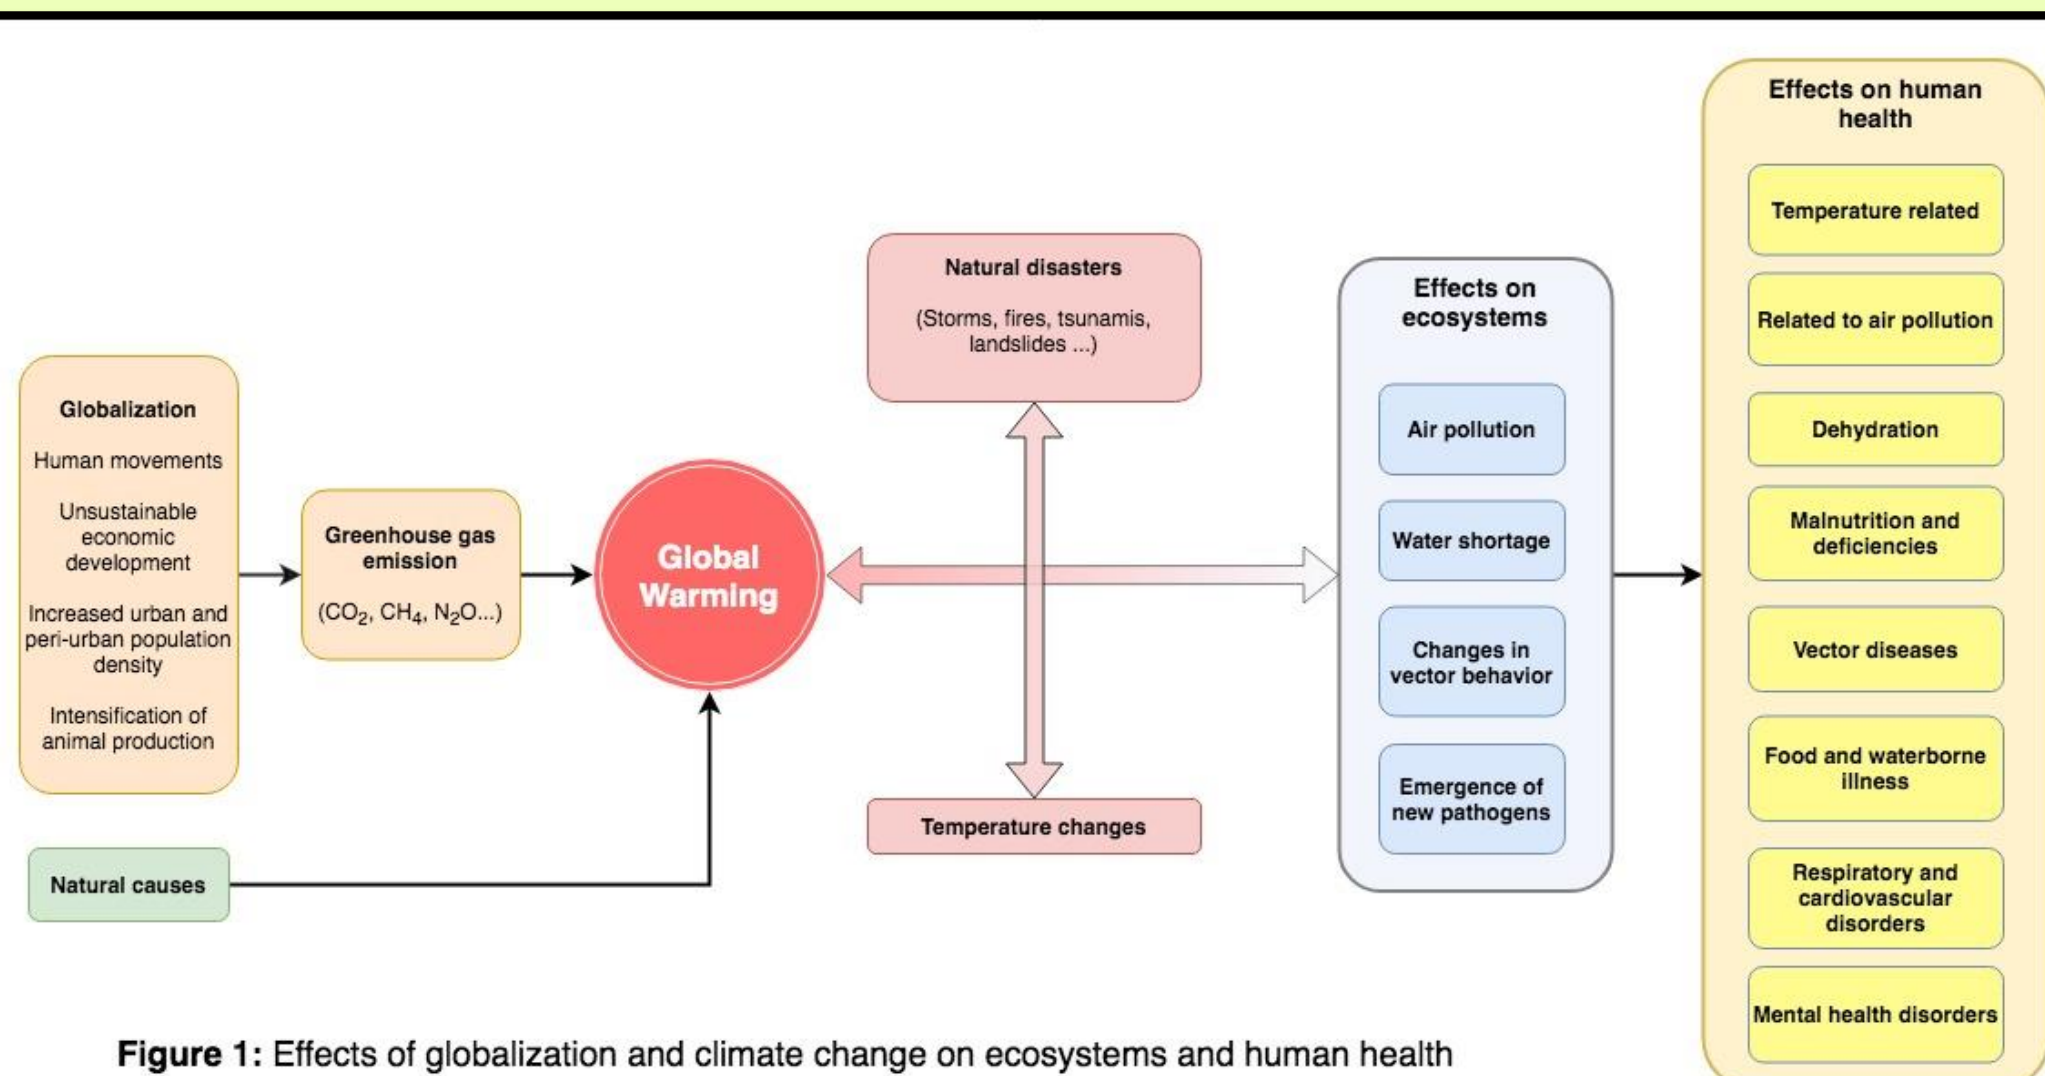 Globalization
Human movements
Unsustainable
economic
development
Increased urban and
peri-urban population
density
Intensification of
animal production
Natural causes
Greenhouse gas
emission
(CO₂, CH₄, N₂O...)
Global
Warming
Natural disasters
(Storms, fires, tsunamis,
landslides ...)
Temperature changes
Effects on
ecosystems
Air pollution
Water shortage
Changes in
vector behavior
Emergence of
new pathogens
Effects on human
health
Temperature related
Related to air pollution
Dehydration
Malnutrition and
deficiencies
Vector diseases
Food and waterborne
illness
Respiratory and
cardiovascular
disorders
Mental health disorders
Figure 1: Effects of globalization and climate change on ecosystems and human health